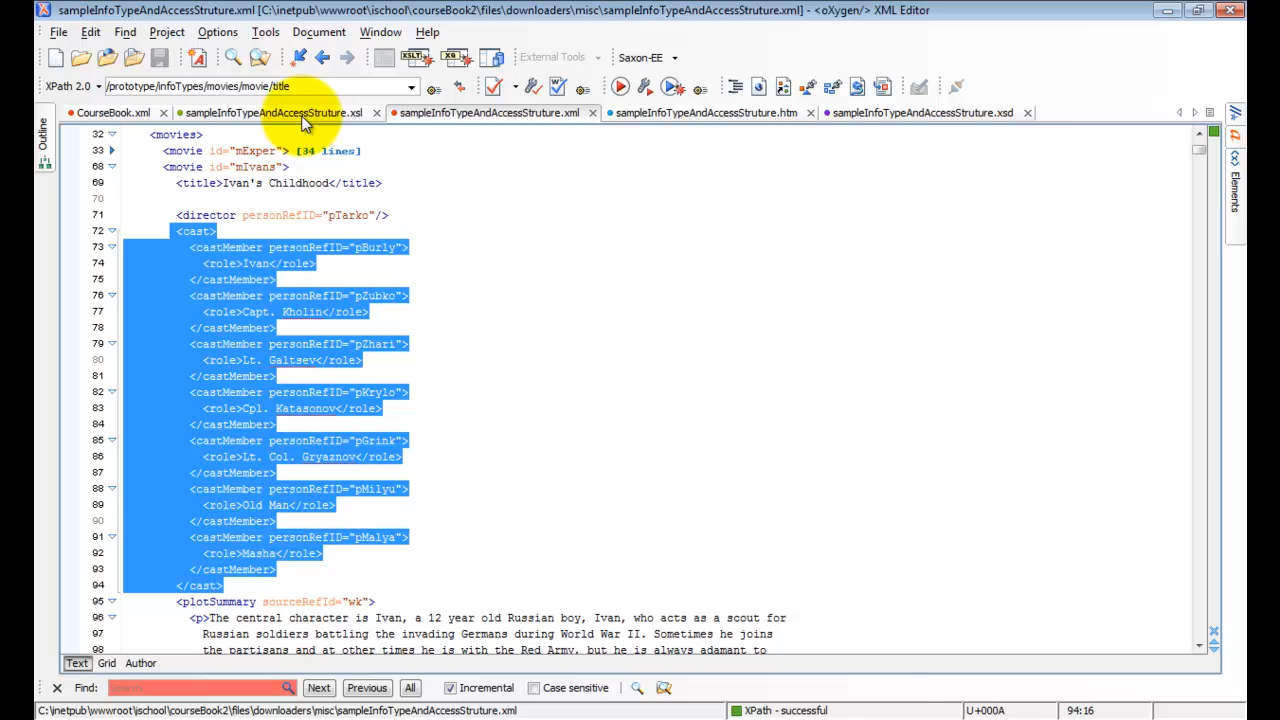 sampleInfoTypeAndAccessStruture.xml [C:\inetpub\wwwroot\ischool\courseBook2\files\downloaders\misc\sampleInfoTypeAndAccessStruture.xml] - <oXygen/> XML Editor
File Edit Find Project Options Tools Document Window Help
External Tools Saxon-EE
XPath 2.0 /prototype/infoTypes/movies/movie/title
CourseBook.xml sampleInfoTypeAndAccessStruture.xsl sampleInfoTypeAndAccessStruture.xml sampleInfoTypeAndAccessStruture.htm sampleInfoTypeAndAccessStruture.xsd
Outline
Elements
32 <movies>
33 <movie id="mExper"> [34 lines]
68 <movie id="mIvans">
69 <title>Ivan's Childhood</title>
70
71 <director personRefID="pTarko"/>
72 <cast>
73 <castMember personRefID="pBurly">
74 <role>Ivan</role>
75 </castMember>
76 <castMember personRefID="pZubko">
77 <role>Capt. Kholin</role>
78 </castMember>
79 <castMember personRefID="pZhari">
80 <role>Lt. Galtsev</role>
81 </castMember>
82 <castMember personRefID="pKrylo">
83 <role>Cpl. Katasonov</role>
84 </castMember>
85 <castMember personRefID="pGrink">
86 <role>Lt. Col. Gryaznov</role>
87 </castMember>
88 <castMember personRefID="pMilyu">
89 <role>Old Man</role>
90 </castMember>
91 <castMember personRefID="pMalya">
92 <role>Masha</role>
93 </castMember>
94 </cast>
95 <plotSummary sourceRefId="wk">
96 <p>The central character is Ivan, a 12 year old Russian boy, Ivan, who acts as a scout for
97 Russian soldiers battling the invading Germans during World War II. Sometimes he joins
98 the partisans and at other times he is with the Red Army, but he is always adamant to
Text Grid Author
Find: Search Next Previous All Incremental Case sensitive
C:\inetpub\wwwroot\ischool\courseBook2\files\downloaders\misc\sampleInfoTypeAndAccessStruture.xml XPath - successful U+000A 94:16